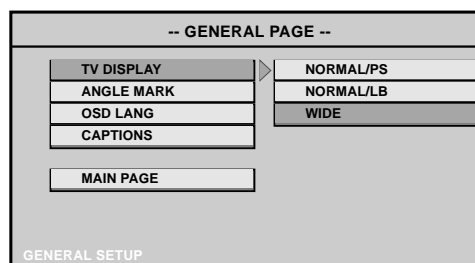 -- GENERAL PAGE --
TV DISPLAY
ANGLE MARK
OSD LANG
CAPTIONS
MAIN PAGE
NORMAL/PS
NORMAL/LB
WIDE
GENERAL SETUP